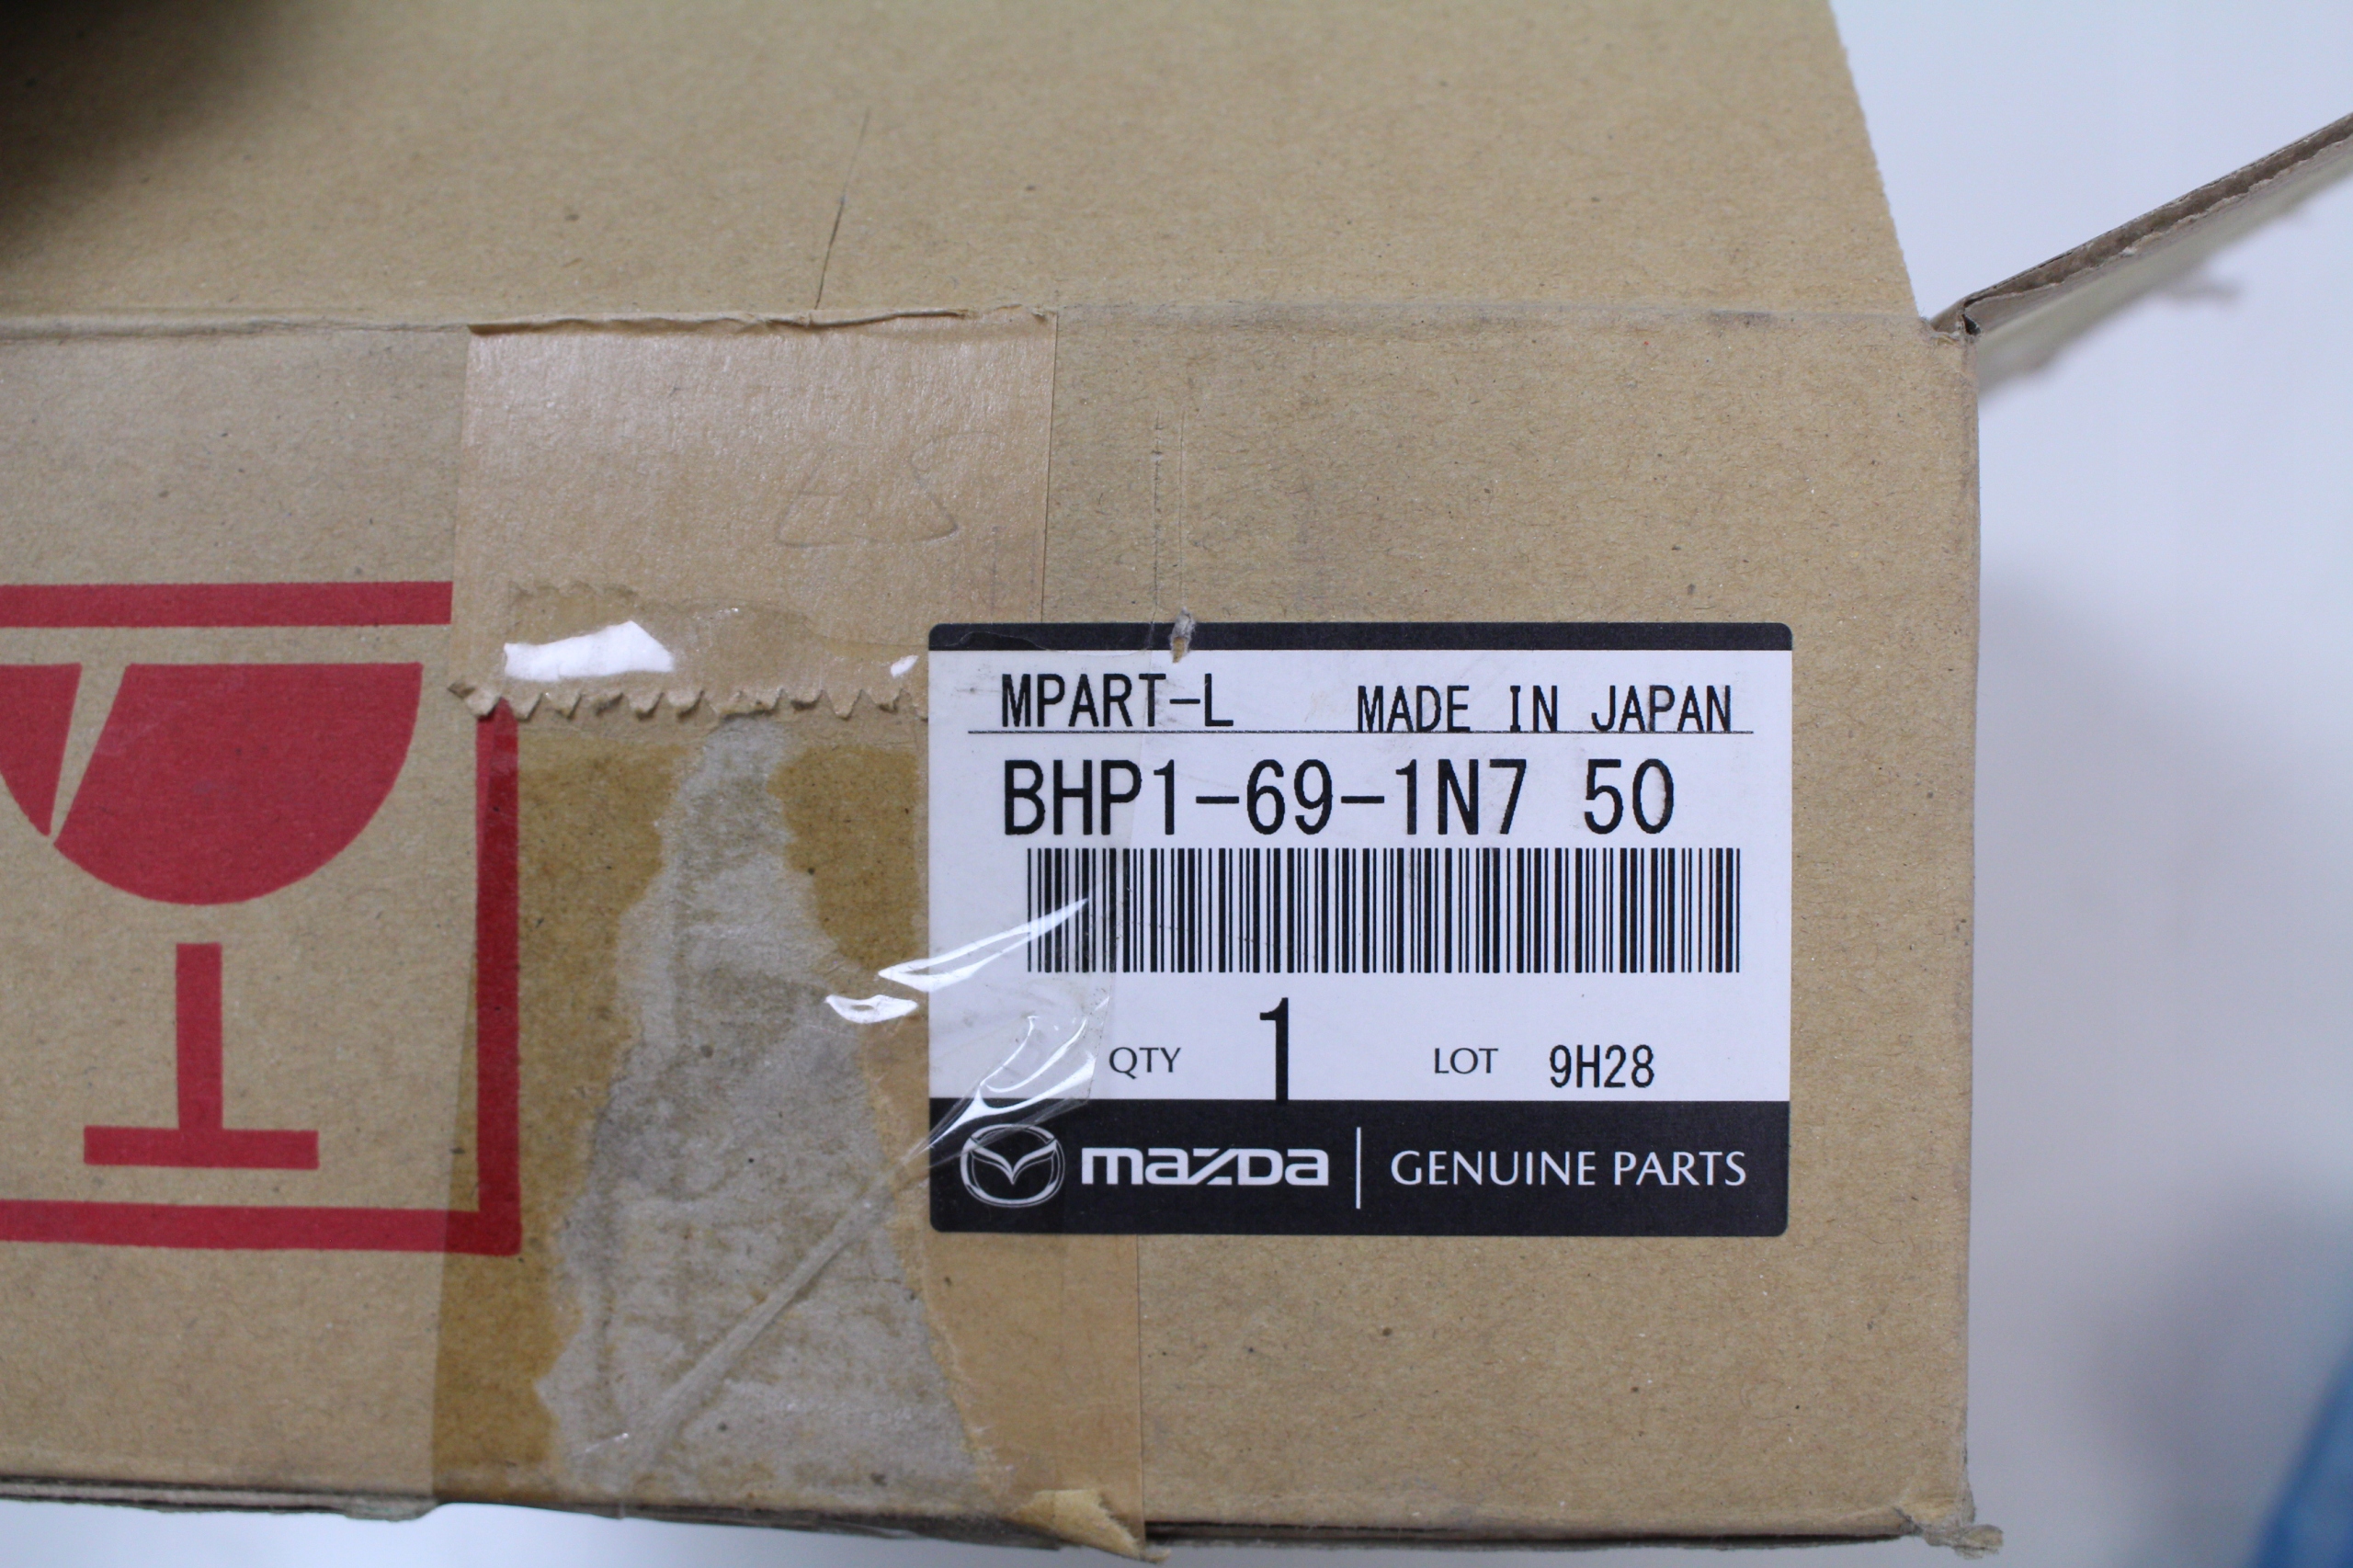 MPART-L MADE IN JAPAN
BHP1-69-1N7 50
QTY 1 LOT 9H28
mazda | GENUINE PARTS